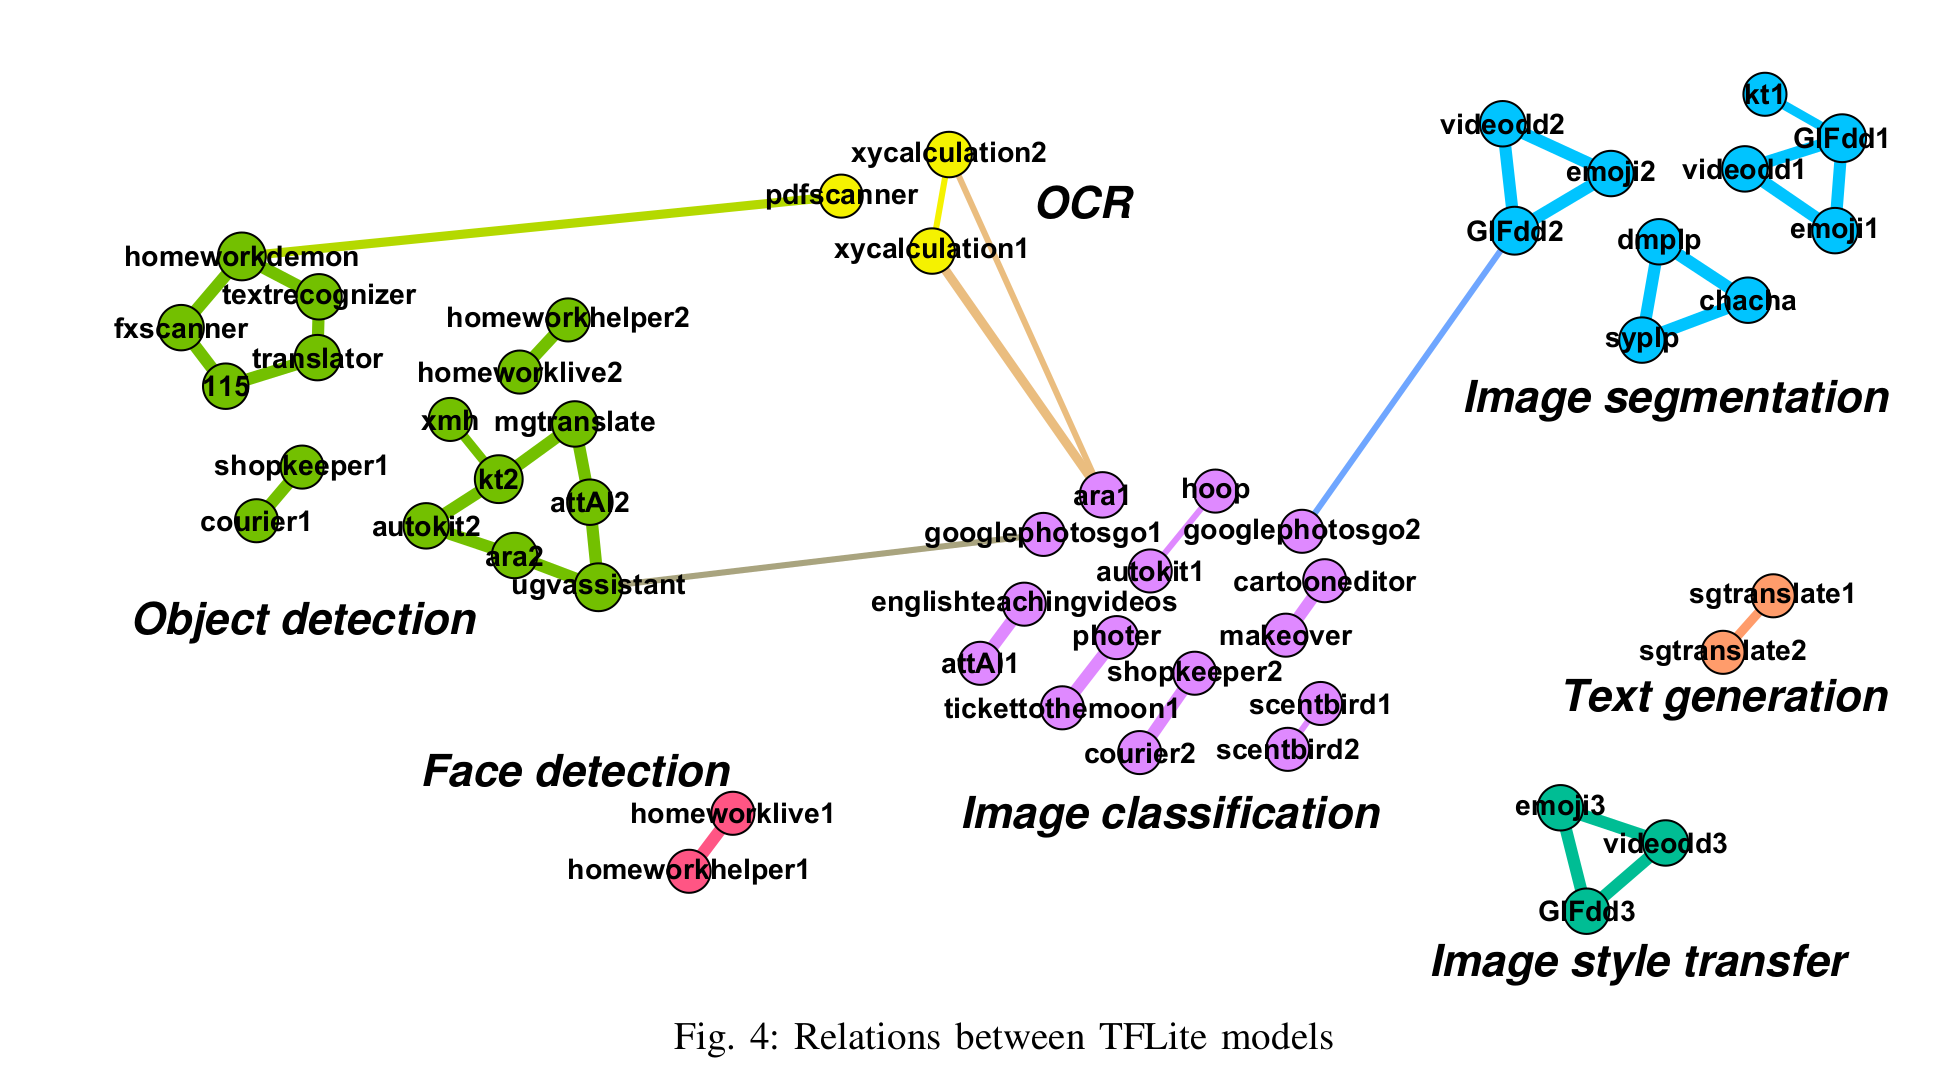 videodd2
kt1
GIFdd1
emoji2
videodd1
GIFdd2
emoji1
dmplp
chacha
syplp
Image segmentation
xycalculation2
pdfscanner
OCR
xycalculation1
homeworkdemon
textrecognizer
fxscanner
translator
115
homeworkhelper2
homeworklive2
xmh
mgtranslate
shopkeeper1
kt2
attAI2
courier1
autokit2
ara2
ugvassistant
Object detection
ara1
hoop
googlephotosgo1
googlephotosgo2
autokit1
cartooneditor
englishteachingvideos
photer
makeover
attAI1
shopkeeper2
tickettothemoon1
scentbird1
courier2
scentbird2
Image classification
sgtranslate1
sgtranslate2
Text generation
Face detection
homeworklive1
homeworkhelper1
emoji3
videodd3
GIFdd3
Image style transfer
Fig. 4: Relations between TFLite models